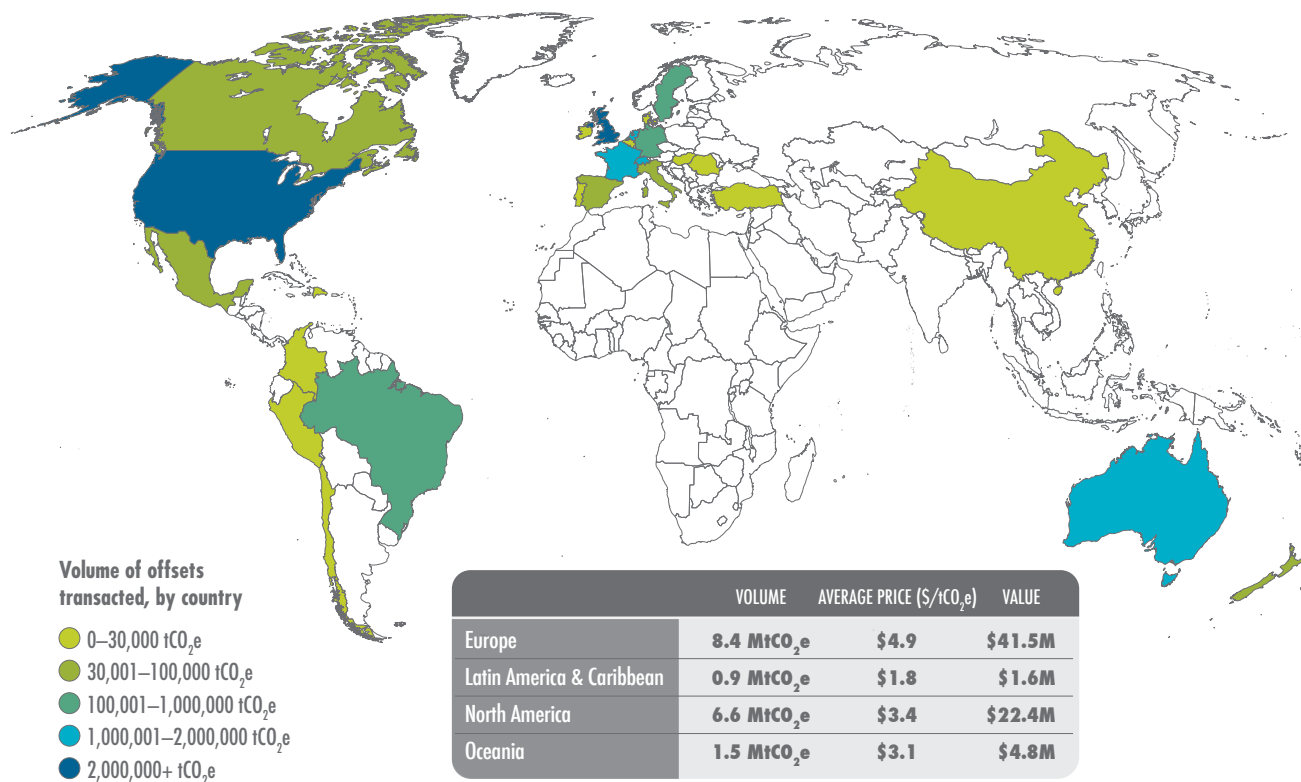 Volume of offsets
transacted, by country
0–30,000 tCO₂e
30,001–100,000 tCO₂e
100,001–1,000,000 tCO₂e
1,000,001–2,000,000 tCO₂e
2,000,000+ tCO₂e
VOLUME AVERAGE PRICE ($/tCO₂e) VALUE
Europe 8.4 MtCO₂e $4.9 $41.5M
Latin America & Caribbean 0.9 MtCO₂e $1.8 $1.6M
North America 6.6 MtCO₂e $3.4 $22.4M
Oceania 1.5 MtCO₂e $3.1 $4.8M